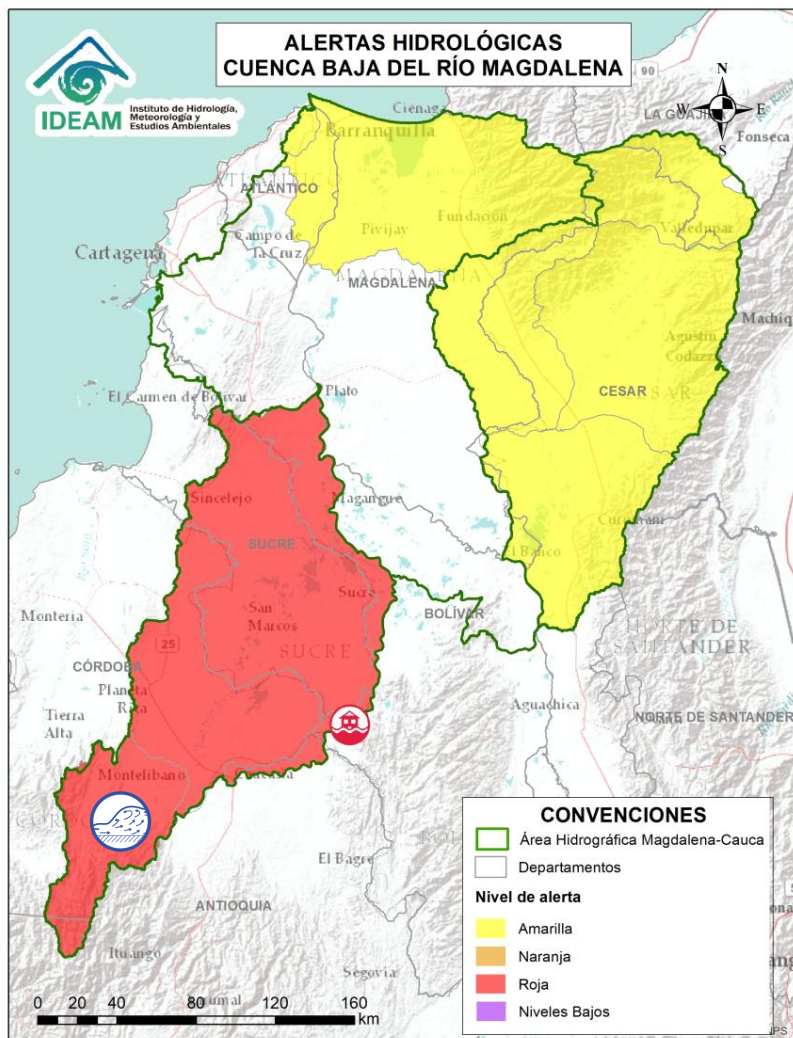 ALERTAS HIDROLÓGICAS
CUENCA BAJA DEL RÍO MAGDALENA
IDEAM
Instituto de Hidrología,
Meteorología y
Estudios Ambientales
90
N
W
E
S
Ciénaga
LA GUAJIRA
Barranquilla
Fonseca
ATLÁNTICO
Pivijay
Fundación
Valledupar
Campo de
la Cruz
Cartagena
MAGDALENA
MAGDALENA
Agustín
Codazzi
CESAR
El Carmen de Bolívar
Plato
Sincelejo
Magangue
SUCRE
El Banco
Sucre
San
Marcos
BOLÍVAR
Montería
SUCRE
NORTE DE
SANTANDER
25
CÓRDOBA
Planeta
Rica
Tierra
Alta
Aguachica
NORTE DE SANTANDER
Montelíbano
El Bagre
ANTIOQUIA
Ituango
Segovia
CONVENCIONES
Área Hidrográfica Magdalena-Cauca
Departamentos
Nivel de alerta
Amarilla
Naranja
Roja
Niveles Bajos
0 20 40 80 120 160
km